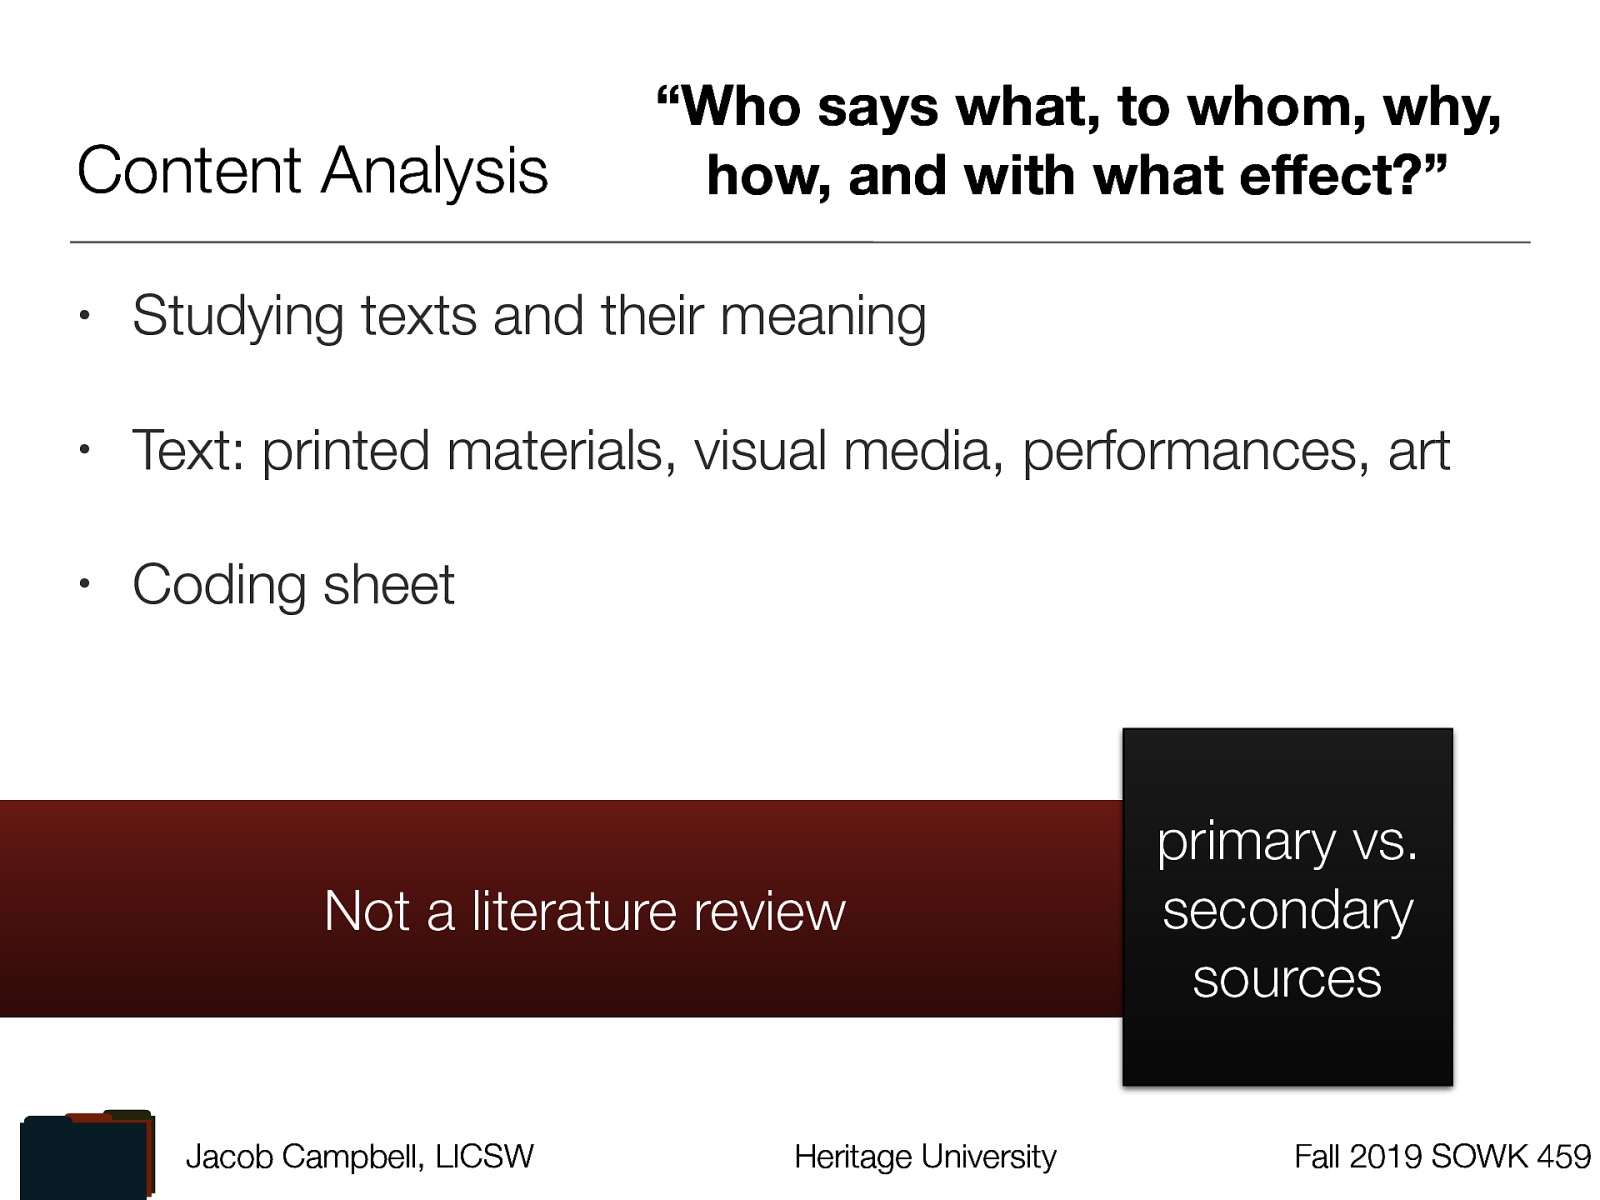 Content Analysis
“Who says what, to whom, why,
how, and with what effect?”
• Studying texts and their meaning
• Text: printed materials, visual media, performances, art
• Coding sheet
Not a literature review
primary vs.
secondary
sources
Jacob Campbell, LICSW
Heritage University
Fall 2019 SOWK 459